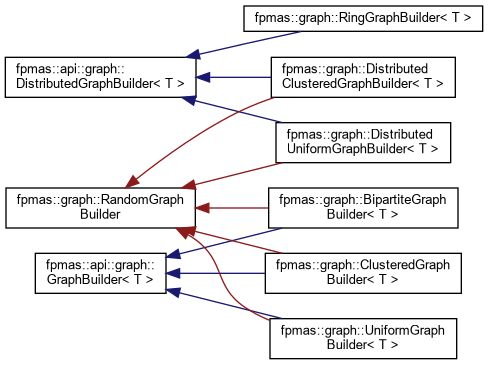 fpmas::graph::RingGraphBuilder< T >
fpmas::api::graph::
DistributedGraphBuilder< T >
fpmas::graph::Distributed
ClusteredGraphBuilder< T >
fpmas::graph::Distributed
UniformGraphBuilder< T >
fpmas::graph::RandomGraph
Builder
fpmas::graph::BipartiteGraph
Builder< T >
fpmas::api::graph::
GraphBuilder< T >
fpmas::graph::ClusteredGraph
Builder< T >
fpmas::graph::UniformGraph
Builder< T >